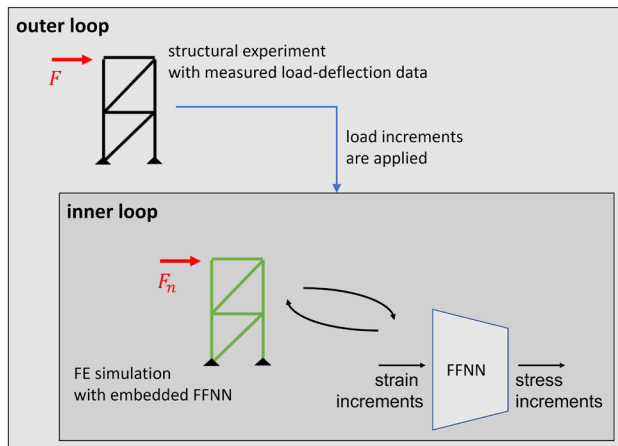 outer loop
structural experiment
with measured load-deflection data
F
load increments
are applied
inner loop
Fn
FE simulation
with embedded FFNN
strain
increments
FFNN
stress
increments